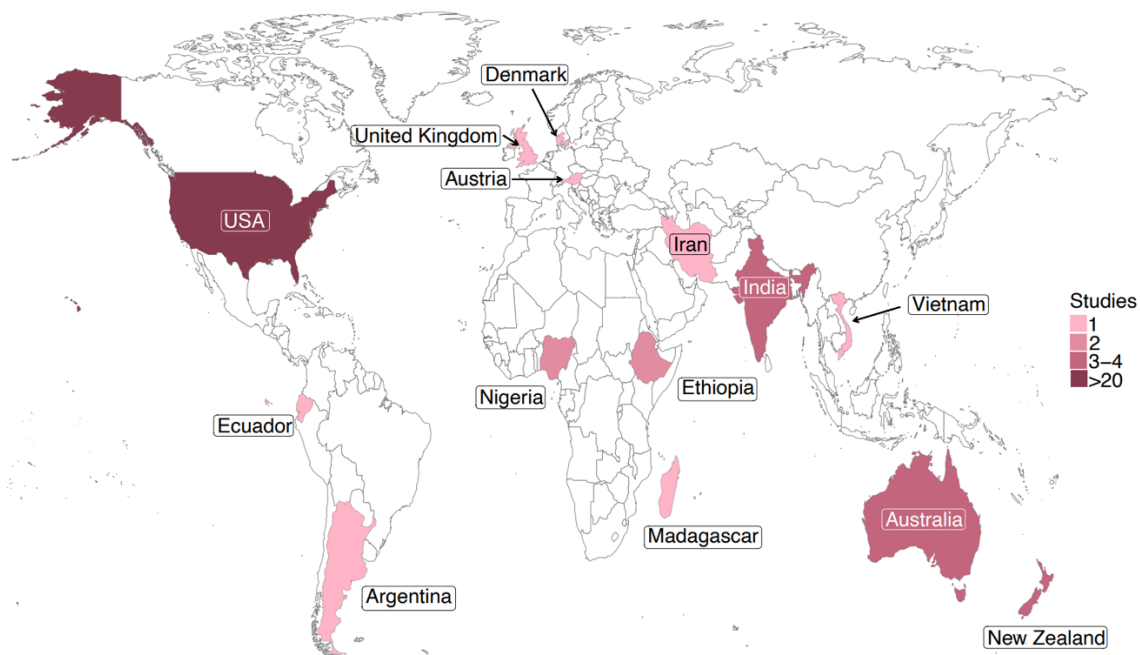 Denmark
United Kingdom
Austria
USA
Iran
India
Vietnam
Studies
1
2
3–4
>20
Nigeria
Ethiopia
Ecuador
Madagascar
Australia
Argentina
New Zealand